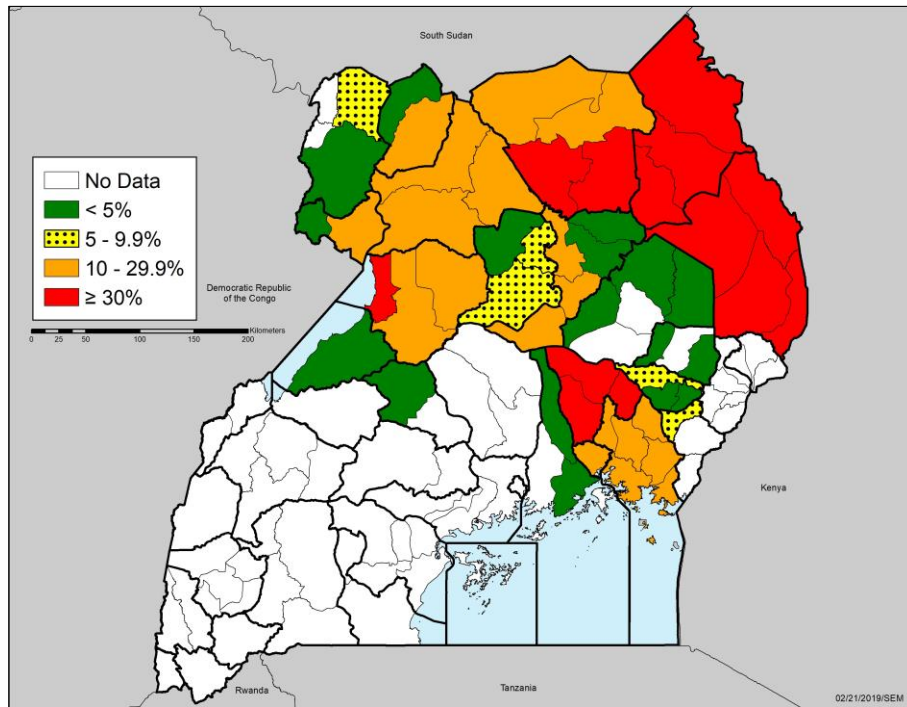 South Sudan
No Data
< 5%
5 - 9.9%
10 - 29.9%
≥ 30%
Democratic Republic
of the Congo
Kilometers
0 25 50 100 150 200
Kenya
Rwanda
Tanzania
02/21/2019/SEM